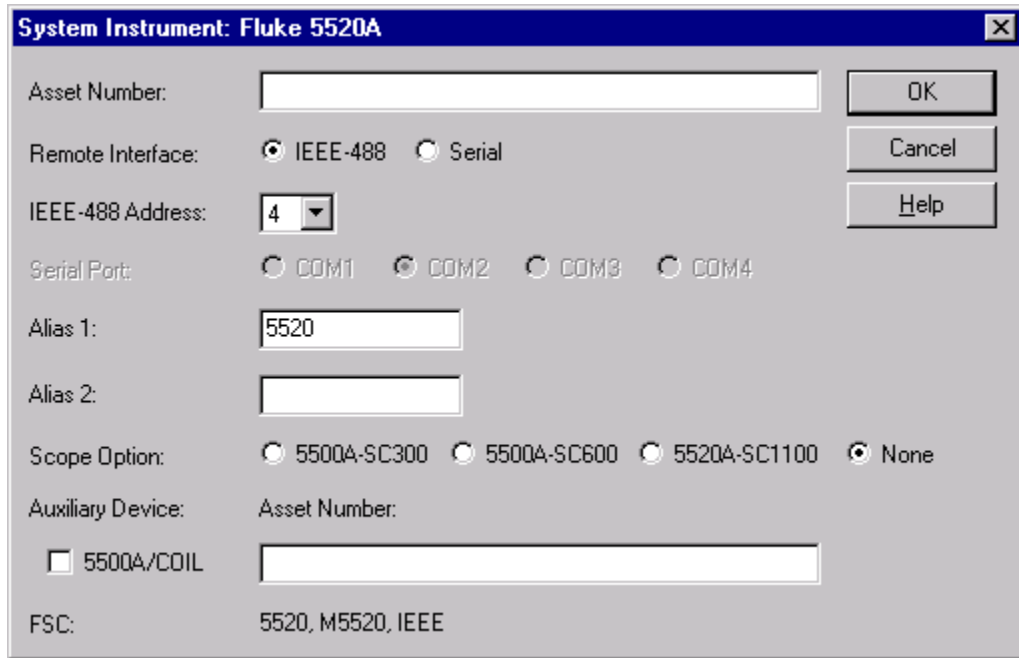 System Instrument: Fluke 5520A
Asset Number:
OK
Remote Interface: IEEE-488 Serial
Cancel
IEEE-488 Address: 4
Help
Serial Port: COM1 COM2 COM3 COM4
Alias 1: 5520
Alias 2:
Scope Option: 5500A-SC300 5500A-SC600 5520A-SC1100 None
Auxiliary Device: Asset Number:
5500A/COIL
FSC: 5520, M5520, IEEE